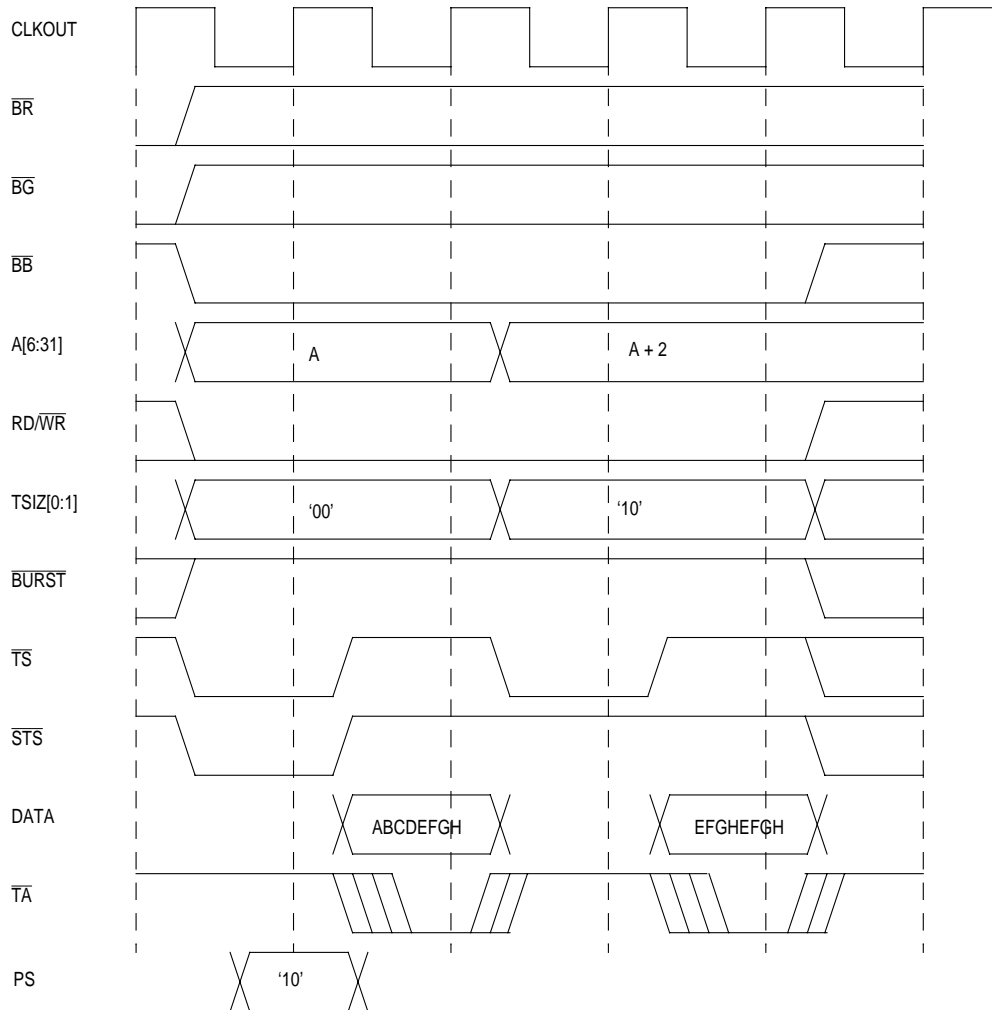 CLKOUT
BR
BG
BB
A[6:31] A A + 2
RD/WR
TSIZ[0:1] ‘00’ ‘10’
BURST
TS
STS
DATA ABCDEFGH EFGHEFGH
TA
PS ‘10’